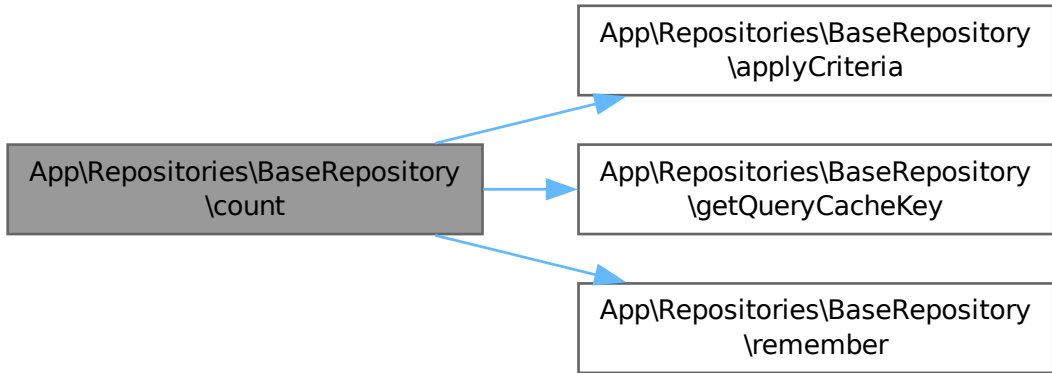 App\Repositories\BaseRepository
\applyCriteria
App\Repositories\BaseRepository
\count
App\Repositories\BaseRepository
\getQueryCacheKey
App\Repositories\BaseRepository
\remember